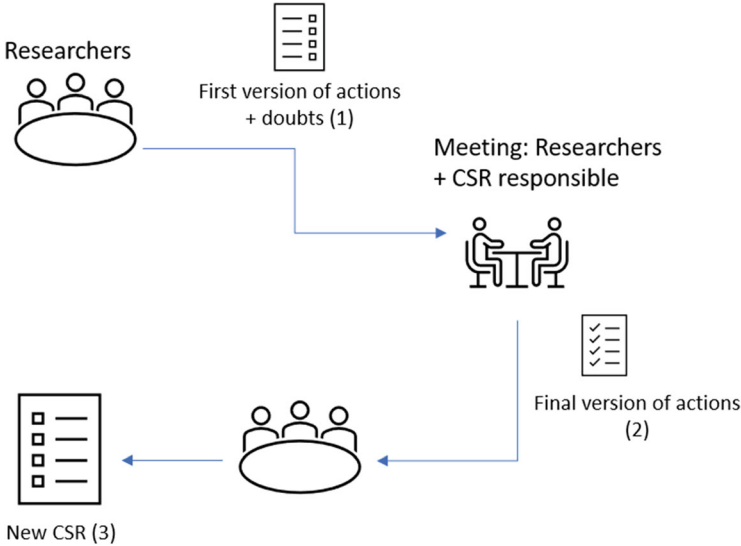 Researchers
First version of actions
+ doubts (1)
Meeting: Researchers
+ CSR responsible
Final version of actions
(2)
New CSR (3)